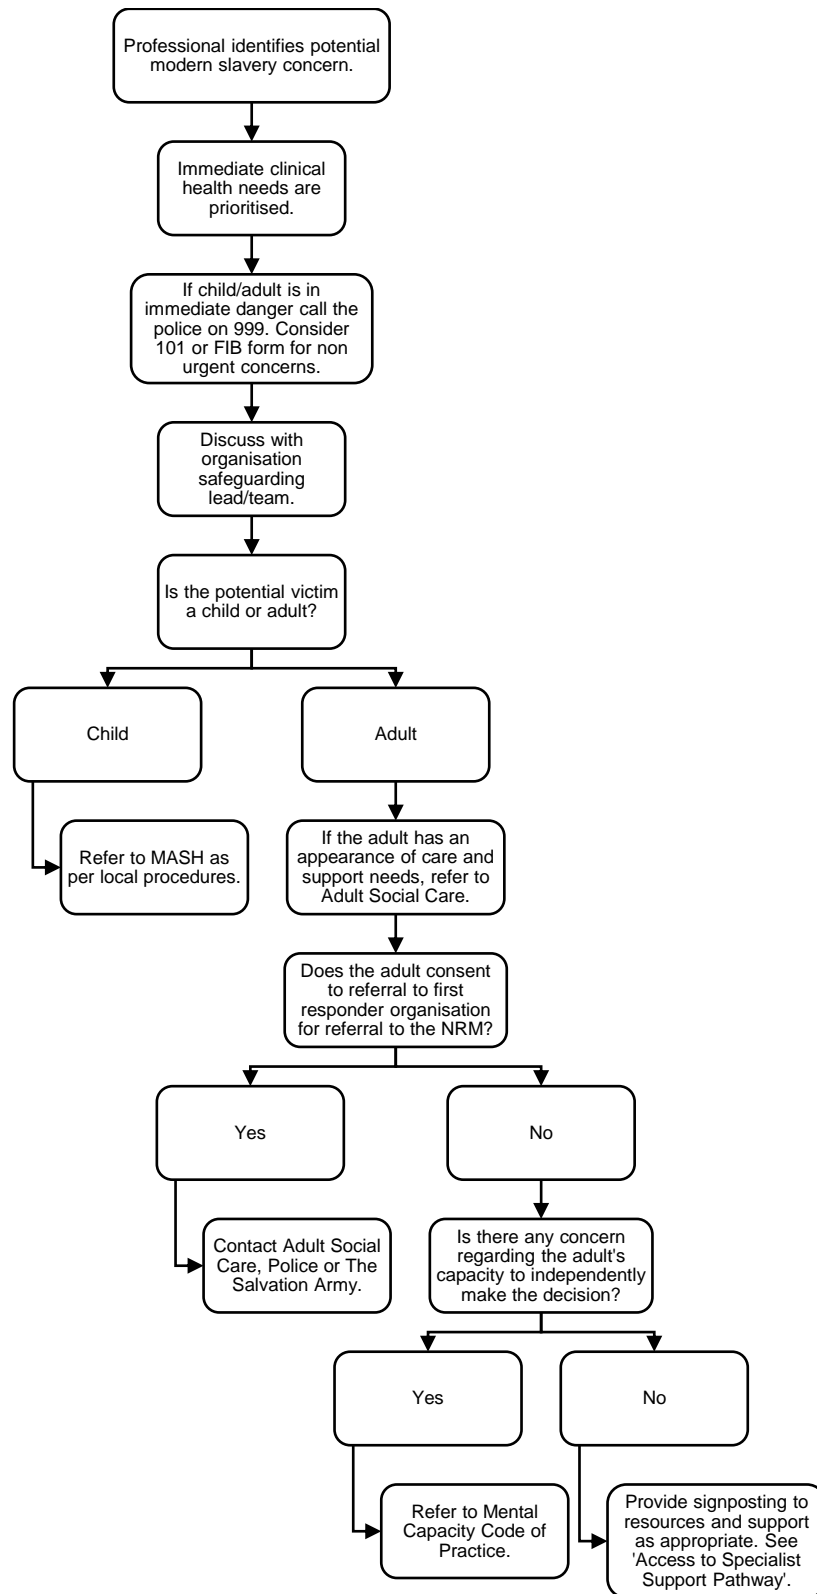 Professional identifies potential
modern slavery concern.
Immediate clinical
health needs are
prioritised.
If child/adult is in
immediate danger call the
police on 999. Consider
101 or FIB form for non
urgent concerns.
Discuss with
organisation
safeguarding
lead/team.
Is the potential victim
a child or adult?
Child
Adult
Refer to MASH as
per local procedures.
If the adult has an
appearance of care and
support needs, refer to
Adult Social Care.
Does the adult consent
to referral to first
responder organisation
for referral to the NRM?
Yes
No
Contact Adult Social
Care, Police or The
Salvation Army.
Is there any concern
regarding the adult's
capacity to independently
make the decision?
Yes
No
Refer to Mental
Capacity Code of
Practice.
Provide signposting to
resources and support
as appropriate. See
'Access to Specialist
Support Pathway'.